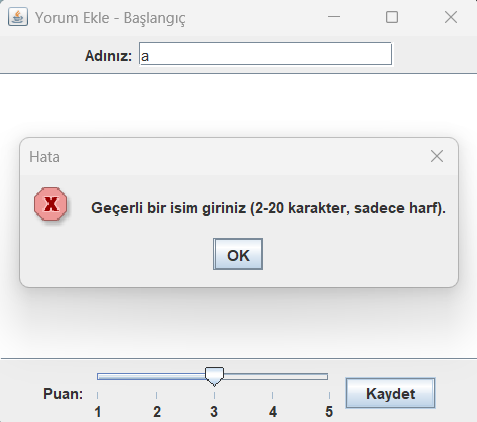 Yorum Ekle - Başlangıç
Adınız: a
Hata
Geçerli bir isim giriniz (2-20 karakter, sadece harf).
OK
Puan:
1 2 3 4 5
Kaydet